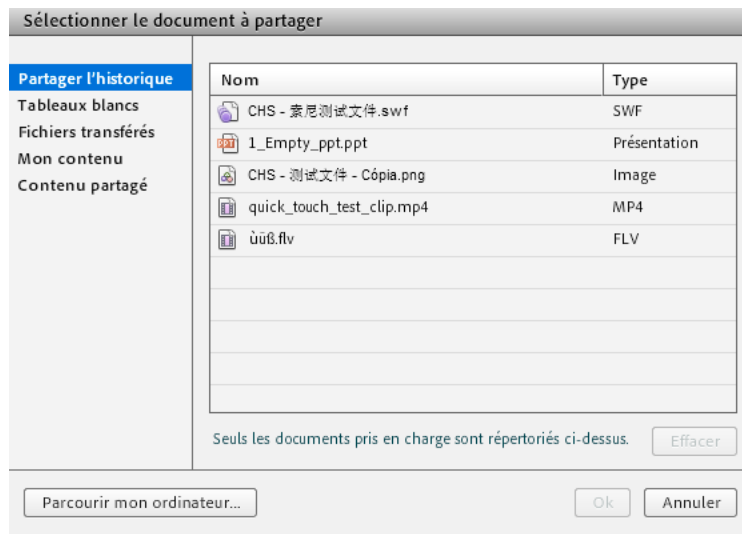 Sélectionner le document à partager
Partager l'historique
Tableaux blancs
Fichiers transférés
Mon contenu
Contenu partagé
Nom Type
CHS - 素尼测试文件.swf SWF
1_Empty_ppt.ppt Présentation
CHS - 测试文件 - Cópia.png Image
quick_touch_test_clip.mp4 MP4
ùüß.flv FLV
Seuls les documents pris en charge sont répertoriés ci-dessus. Effacer
Parcourir mon ordinateur... Ok Annuler